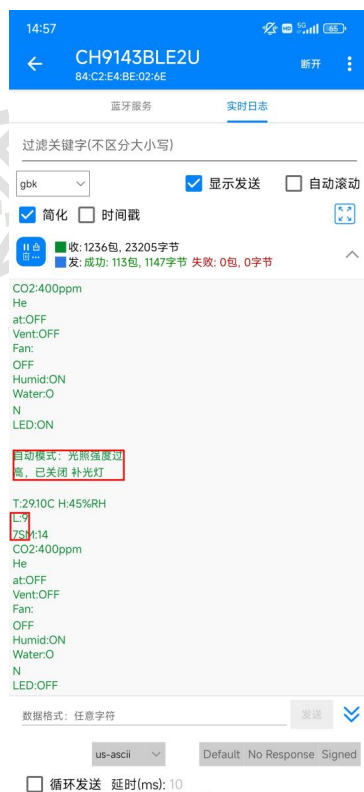 14:57
5G
65
CH9143BLE2U
84:C2:E4:BE:02:6E
断开
蓝牙服务
实时日志
过滤关键字(不区分大小写)
gbk
显示发送
自动滚动
简化
时间戳
收: 1236包, 23205字节
发: 成功: 113包, 1147字节 失败: 0包, 0字节
CO2:400ppm
He
at:OFF
Vent:OFF
Fan:
OFF
Humid:ON
Water:O
N
LED:ON
自动模式：光照强度过
高，已关闭 补光灯
T:29.10C H:45%RH
L:9
7SM:14
CO2:400ppm
He
at:OFF
Vent:OFF
Fan:
OFF
Humid:ON
Water:O
N
LED:OFF
数据格式：任意字符
发送
us-ascii
Default No Response Signed
循环发送 延时(ms): 10